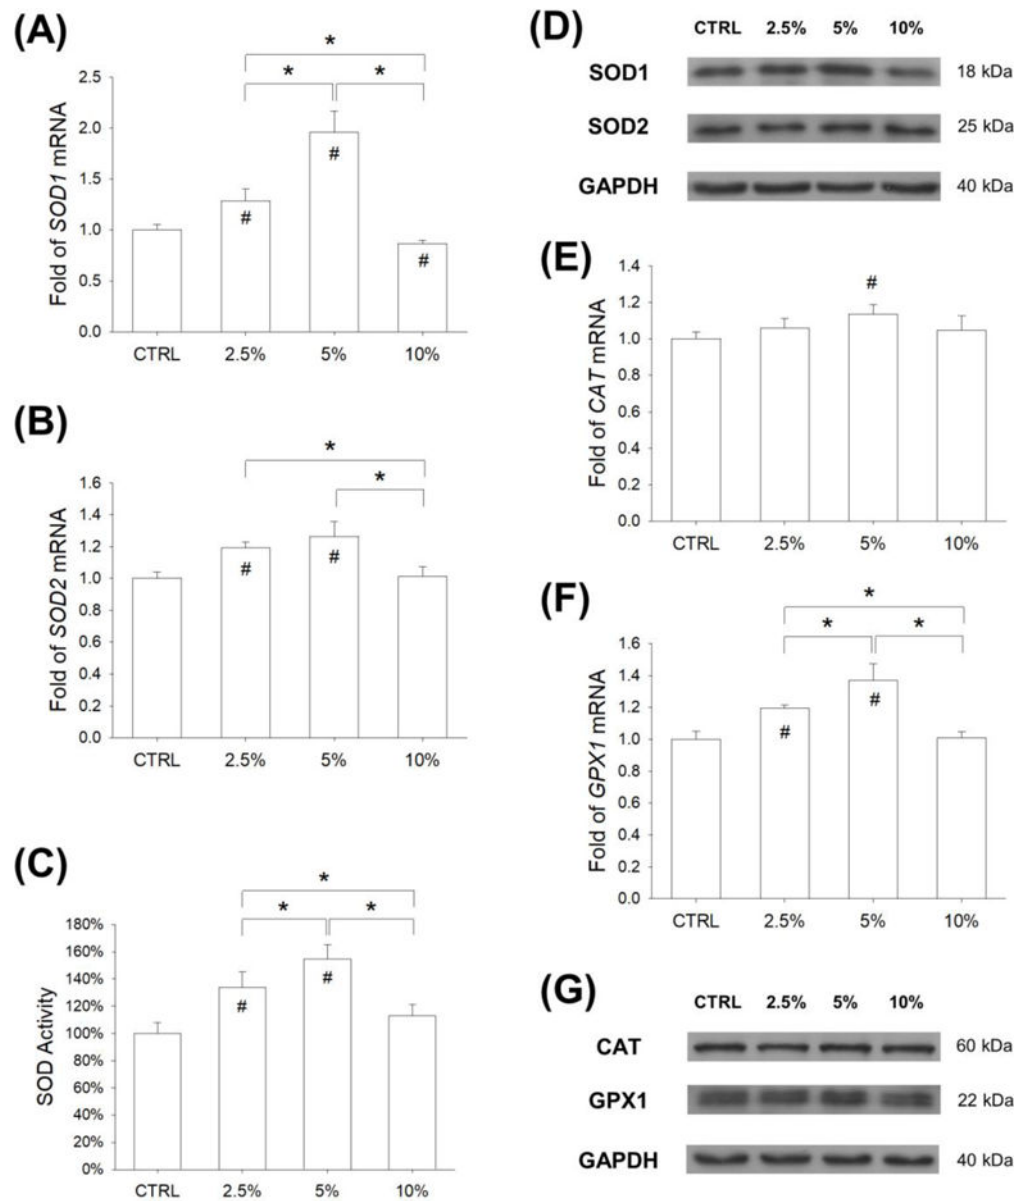 (A)
*
* *
2.5
2.0
1.5
1.0
0.5
0.0
Fold of SOD1 mRNA
# # #
CTRL 2.5% 5% 10%
(B)
*
*
1.6
1.4
1.2
1.0
0.8
0.6
0.4
0.2
0.0
Fold of SOD2 mRNA
# #
CTRL 2.5% 5% 10%
(C)
*
* *
180%
160%
140%
120%
100%
80%
60%
40%
20%
0%
SOD Activity
# #
CTRL 2.5% 5% 10%
(D)
CTRL 2.5% 5% 10%
SOD1 18 kDa
SOD2 25 kDa
GAPDH 40 kDa
(E)
1.4
1.2
1.0
0.8
0.6
0.4
0.2
0.0
Fold of CAT mRNA
#
CTRL 2.5% 5% 10%
(F)
*
* *
1.6
1.4
1.2
1.0
0.8
0.6
0.4
0.2
0.0
Fold of GPX1 mRNA
# #
CTRL 2.5% 5% 10%
(G)
CTRL 2.5% 5% 10%
CAT 60 kDa
GPX1 22 kDa
GAPDH 40 kDa